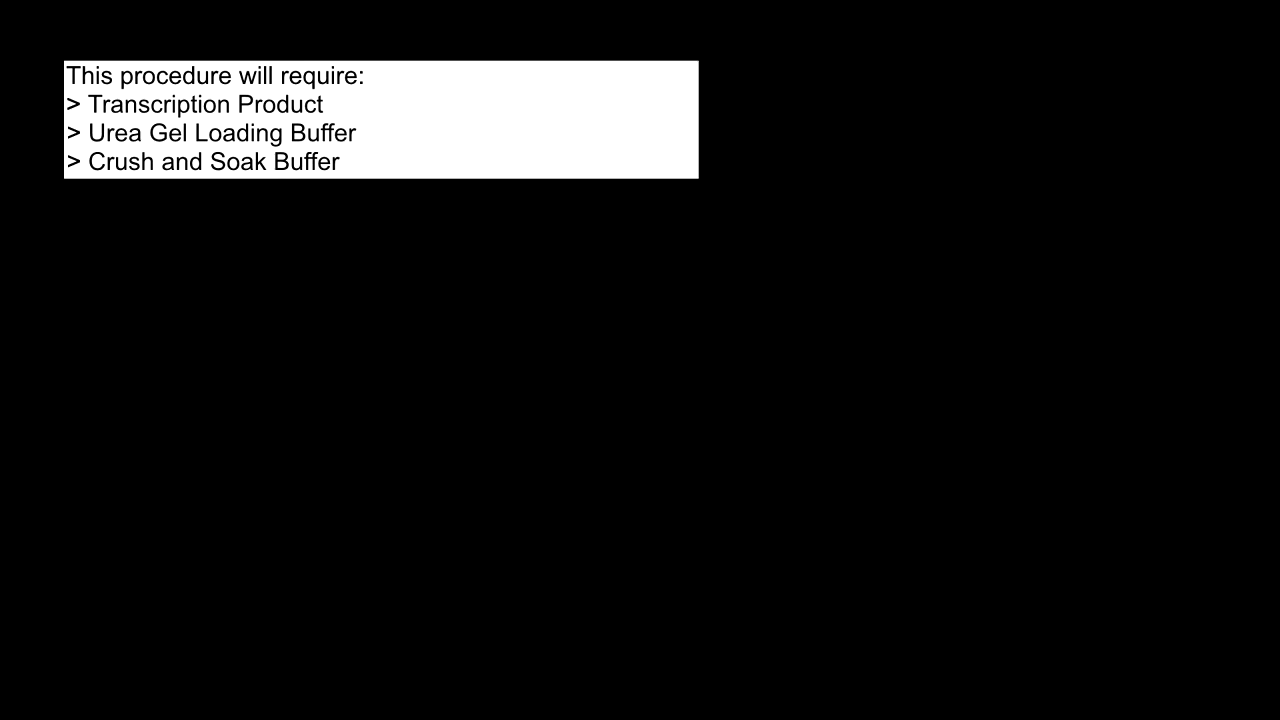 This procedure will require:
> Transcription Product
> Urea Gel Loading Buffer
> Crush and Soak Buffer